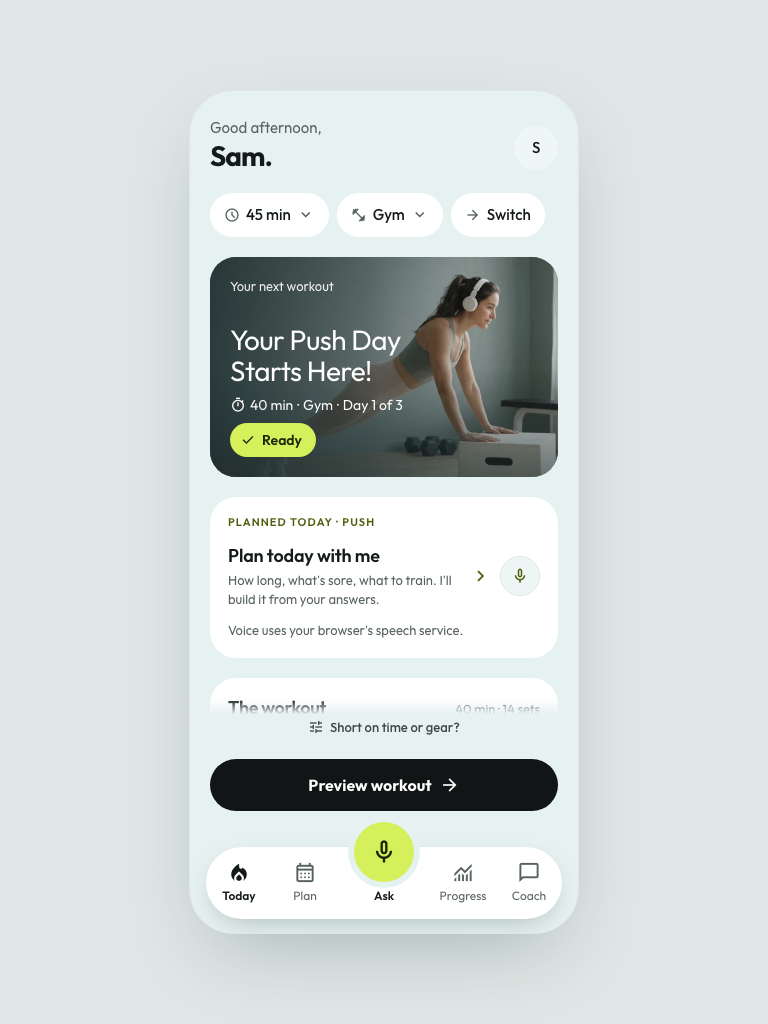 Good afternoon,
Sam.
S
45 min
Gym
Switch
Your next workout
Your Push Day
Starts Here!
40 min · Gym · Day 1 of 3
Ready
PLANNED TODAY · PUSH
Plan today with me
How long, what's sore, what to train. I'll
build it from your answers.
Voice uses your browser's speech service.
The workout
40 min · 14 sets
Short on time or gear?
Preview workout
Today
Plan
Ask
Progress
Coach